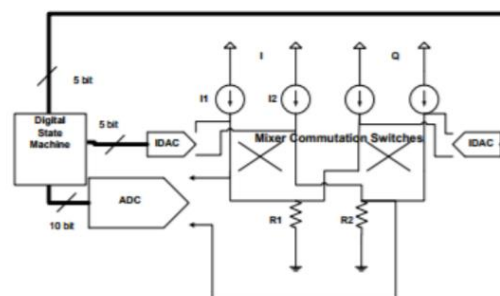 I
Q
5 bit
I1
I2
5 bit
Digital
State
Machine
IDAC
Mixer Commutation Switches
IDAC
ADC
R1
R2
10 bit